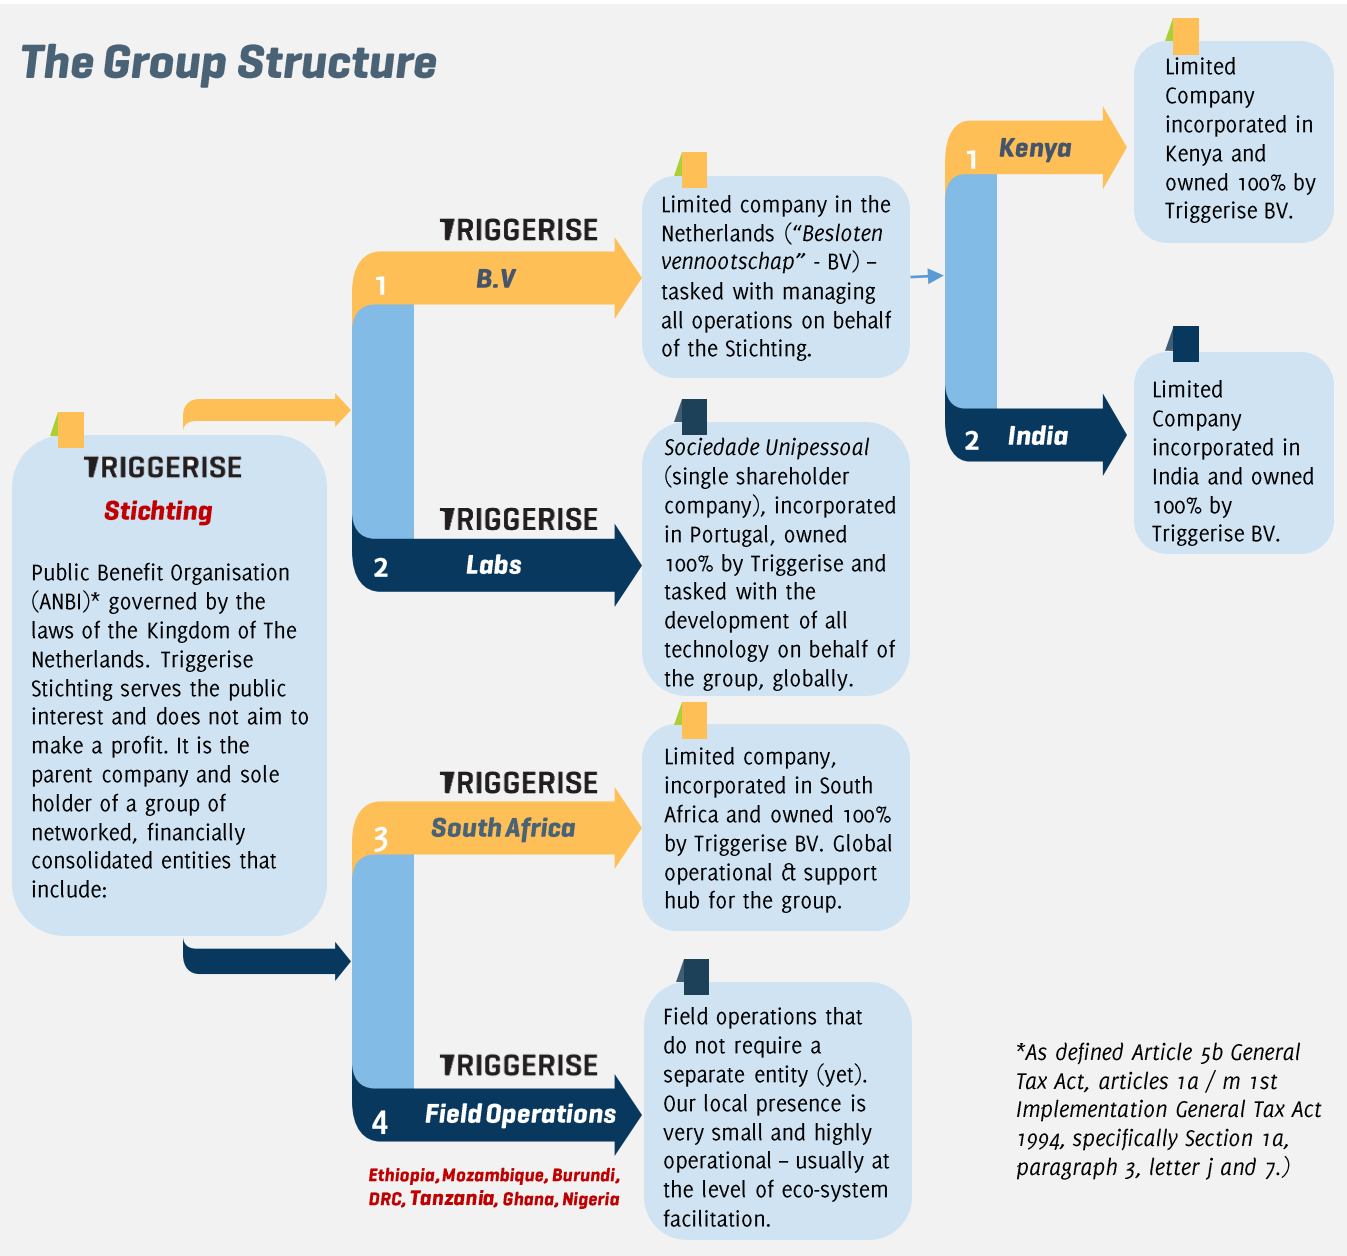 The Group Structure
TRIGGERISE
Stichting
Public Benefit Organisation
(ANBI)* governed by the
laws of the Kingdom of The
Netherlands. Triggerise
Stichting serves the public
interest and does not aim to
make a profit. It is the
parent company and sole
holder of a group of
networked, financially
consolidated entities that
include:
TRIGGERISE
1 B.V
Limited company in the
Netherlands (“Besloten
vennootschap” - BV) –
tasked with managing
all operations on behalf
of the Stichting.
1 Kenya
Limited
Company
incorporated in
Kenya and
owned 100% by
Triggerise BV.
2 India
Limited
Company
incorporated in
India and owned
100% by
Triggerise BV.
TRIGGERISE
2 Labs
Sociedade Unipessoal
(single shareholder
company), incorporated
in Portugal, owned
100% by Triggerise and
tasked with the
development of all
technology on behalf of
the group, globally.
TRIGGERISE
3 South Africa
Limited company,
incorporated in South
Africa and owned 100%
by Triggerise BV. Global
operational & support
hub for the group.
TRIGGERISE
4 Field Operations
Ethiopia, Mozambique, Burundi,
DRC, Tanzania, Ghana, Nigeria
Field operations that
do not require a
separate entity (yet).
Our local presence is
very small and highly
operational – usually at
the level of eco-system
facilitation.
*As defined Article 5b General
Tax Act, articles 1a / m 1st
Implementation General Tax Act
1994, specifically Section 1a,
paragraph 3, letter j and 7.)